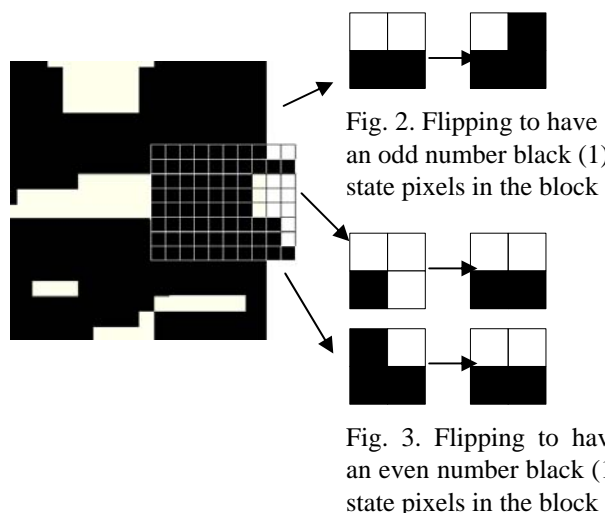 Fig. 2. Flipping to have
an odd number black (1)
state pixels in the block
Fig. 3. Flipping to hav
an even number black (1
state pixels in the block